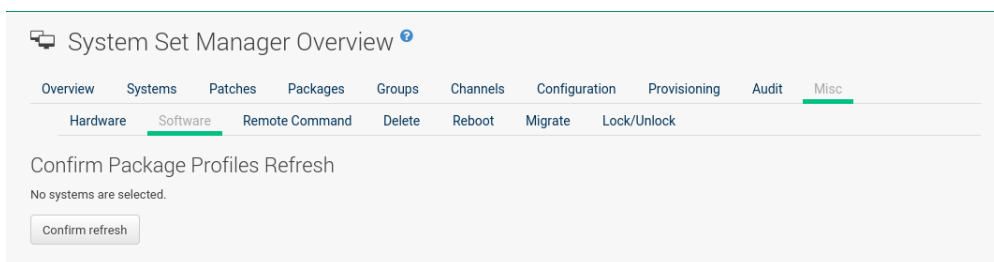 System Set Manager Overview ?
Overview Systems Patches Packages Groups Channels Configuration Provisioning Audit Misc
Hardware Software Remote Command Delete Reboot Migrate Lock/Unlock
Confirm Package Profiles Refresh
No systems are selected.
Confirm refresh